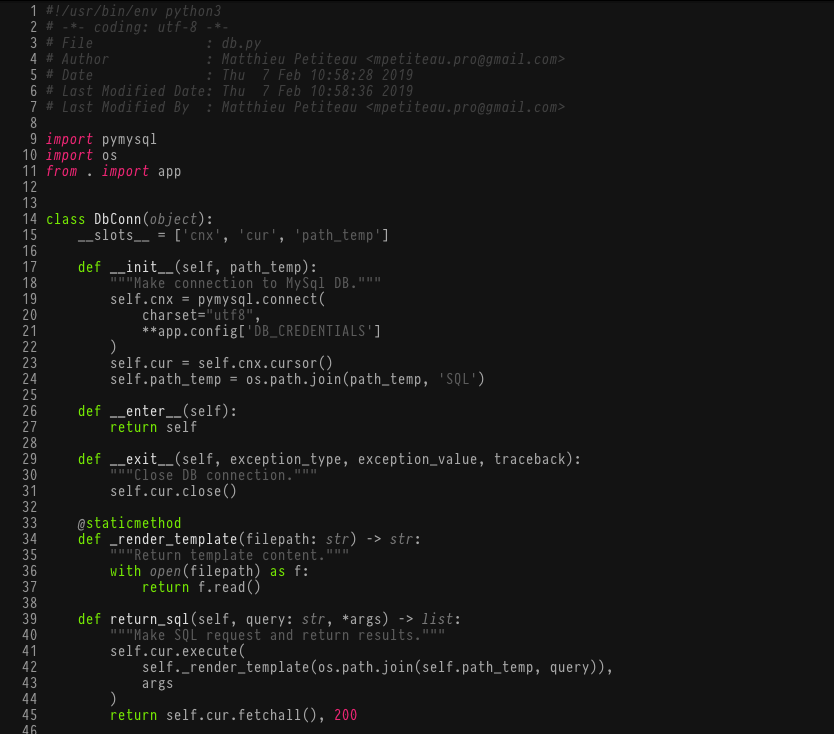 1 #!/usr/bin/env python3
2 # -*- coding: utf-8 -*-
3 # File              : db.py
4 # Author            : Matthieu Petiteau <mpetiteau.pro@gmail.com>
5 # Date              : Thu  7 Feb 10:58:28 2019
6 # Last Modified Date: Thu  7 Feb 10:58:36 2019
7 # Last Modified By  : Matthieu Petiteau <mpetiteau.pro@gmail.com>
8
9 import pymysql
10 import os
11 from . import app
12
13
14 class DbConn(object):
15     __slots__ = ['cnx', 'cur', 'path_temp']
16
17     def __init__(self, path_temp):
18         """Make connection to MySql DB."""
19         self.cnx = pymysql.connect(
20             charset="utf8",
21             **app.config['DB_CREDENTIALS']
22         )
23         self.cur = self.cnx.cursor()
24         self.path_temp = os.path.join(path_temp, 'SQL')
25
26     def __enter__(self):
27         return self
28
29     def __exit__(self, exception_type, exception_value, traceback):
30         """Close DB connection."""
31         self.cur.close()
32
33     @staticmethod
34     def _render_template(filepath: str) -> str:
35         """Return template content."""
36         with open(filepath) as f:
37             return f.read()
38
39     def return_sql(self, query: str, *args) -> list:
40         """Make SQL request and return results."""
41         self.cur.execute(
42             self._render_template(os.path.join(self.path_temp, query)),
43             args
44         )
45         return self.cur.fetchall(), 200
46